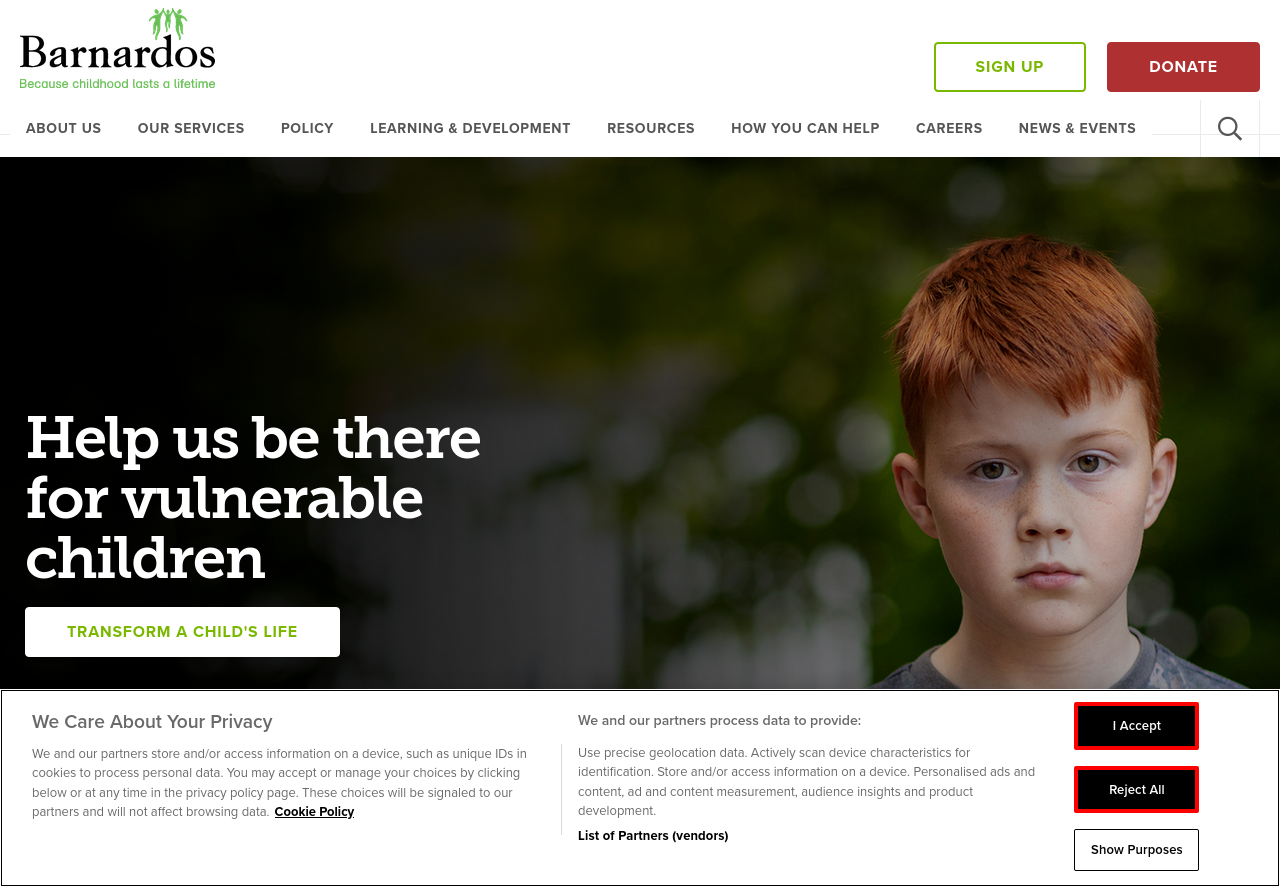 Barnardos
Because childhood lasts a lifetime
SIGN UP
DONATE
ABOUT US
OUR SERVICES
POLICY
LEARNING & DEVELOPMENT
RESOURCES
HOW YOU CAN HELP
CAREERS
NEWS & EVENTS
Help us be there
for vulnerable
children
TRANSFORM A CHILD'S LIFE
We Care About Your Privacy
We and our partners store and/or access information on a device, such as unique IDs in
cookies to process personal data. You may accept or manage your choices by clicking
below or at any time in the privacy policy page. These choices will be signaled to our
partners and will not affect browsing data. Cookie Policy
We and our partners process data to provide:
Use precise geolocation data. Actively scan device characteristics for
identification. Store and/or access information on a device. Personalised ads and
content, ad and content measurement, audience insights and product
development.
List of Partners (vendors)
I Accept
Reject All
Show Purposes